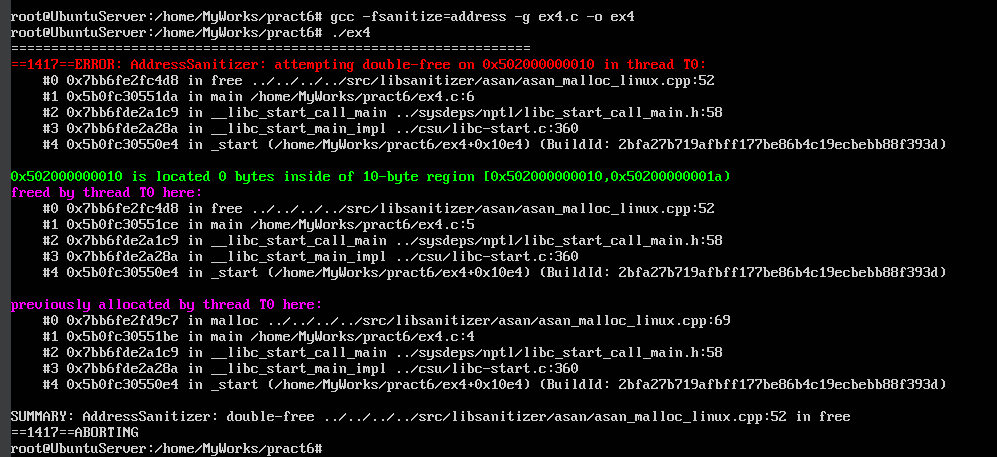 root@UbuntuServer:/home/MyWorks/pract6# gcc -fsanitize=address -g ex4.c -o ex4
root@UbuntuServer:/home/MyWorks/pract6# ./ex4
=================================================================
==1417==ERROR: AddressSanitizer: attempting double-free on 0x502000000010 in thread T0:
    #0 0x7bb6fe2fc4d8 in free ../../../../src/libsanitizer/asan/asan_malloc_linux.cpp:52
    #1 0x5b0fc30551da in main /home/MyWorks/pract6/ex4.c:6
    #2 0x7bb6fde2a1c9 in __libc_start_call_main ../sysdeps/nptl/libc_start_call_main.h:58
    #3 0x7bb6fde2a28a in __libc_start_main_impl ../csu/libc-start.c:360
    #4 0x5b0fc30550e4 in _start (/home/MyWorks/pract6/ex4+0x10e4) (BuildId: 2bfa27b719afbff177be86b4c19ecbebb88f393d)

0x502000000010 is located 0 bytes inside of 10-byte region [0x502000000010,0x50200000001a)
freed by thread T0 here:
    #0 0x7bb6fe2fc4d8 in free ../../../../src/libsanitizer/asan/asan_malloc_linux.cpp:52
    #1 0x5b0fc30551ce in main /home/MyWorks/pract6/ex4.c:5
    #2 0x7bb6fde2a1c9 in __libc_start_call_main ../sysdeps/nptl/libc_start_call_main.h:58
    #3 0x7bb6fde2a28a in __libc_start_main_impl ../csu/libc-start.c:360
    #4 0x5b0fc30550e4 in _start (/home/MyWorks/pract6/ex4+0x10e4) (BuildId: 2bfa27b719afbff177be86b4c19ecbebb88f393d)

previously allocated by thread T0 here:
    #0 0x7bb6fe2fd9c7 in malloc ../../../../src/libsanitizer/asan/asan_malloc_linux.cpp:69
    #1 0x5b0fc30551be in main /home/MyWorks/pract6/ex4.c:4
    #2 0x7bb6fde2a1c9 in __libc_start_call_main ../sysdeps/nptl/libc_start_call_main.h:58
    #3 0x7bb6fde2a28a in __libc_start_main_impl ../csu/libc-start.c:360
    #4 0x5b0fc30550e4 in _start (/home/MyWorks/pract6/ex4+0x10e4) (BuildId: 2bfa27b719afbff177be86b4c19ecbebb88f393d)

SUMMARY: AddressSanitizer: double-free ../../../../src/libsanitizer/asan/asan_malloc_linux.cpp:52 in free
==1417==ABORTING
root@UbuntuServer:/home/MyWorks/pract6#